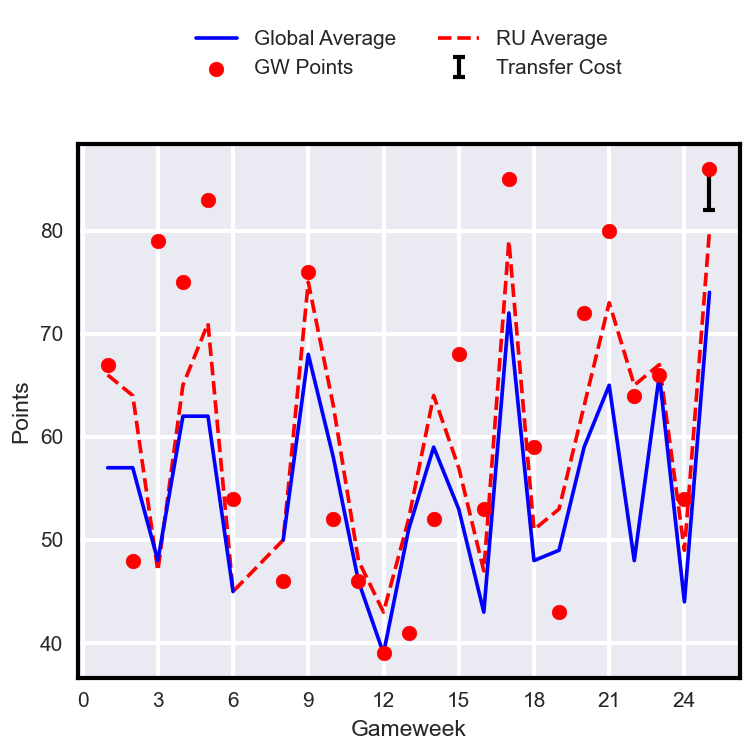 Global Average RU Average
GW Points Transfer Cost
80
70
60
50
40
Points
0 3 6 9 12 15 18 21 24
Gameweek